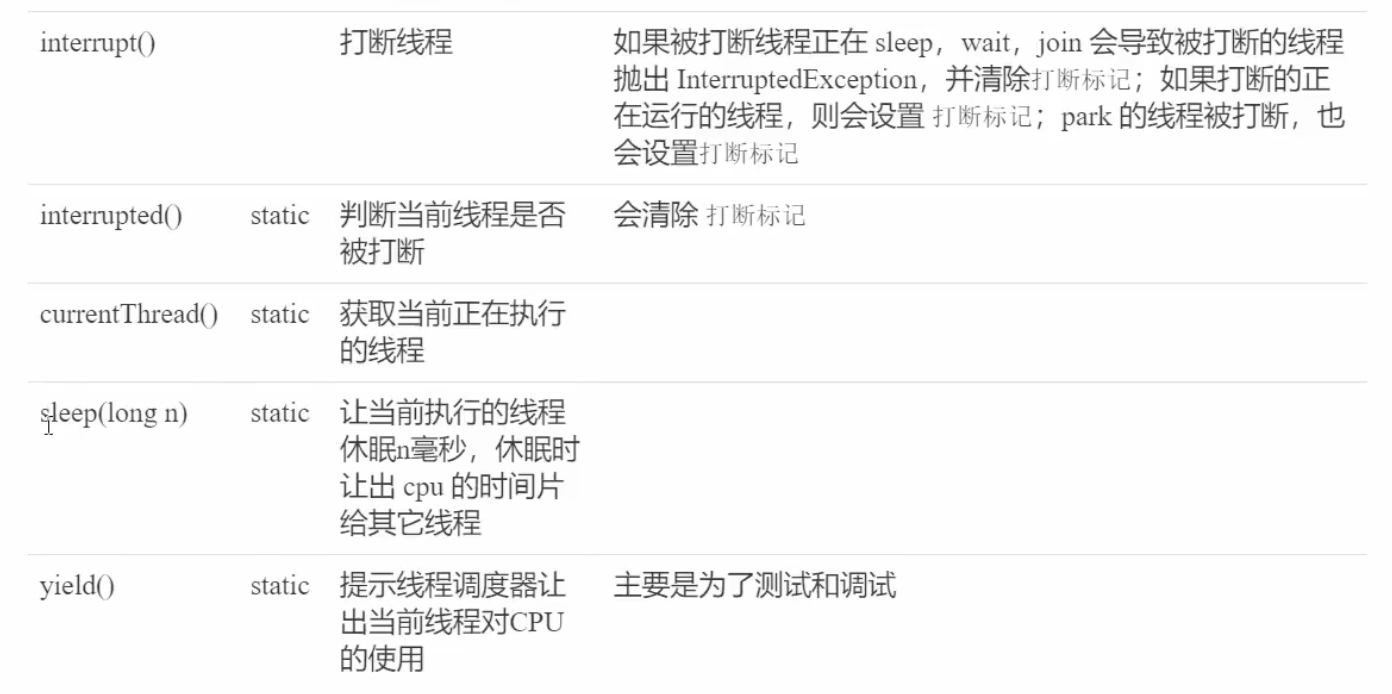 interrupt() 打断线程 如果被打断线程正在 sleep，wait，join 会导致被打断的线程
抛出 InterruptedException，并清除打断标记；如果打断的正
在运行的线程，则会设置 打断标记；park 的线程被打断，也
会设置打断标记
interrupted() static 判断当前线程是否 会清除 打断标记
被打断
currentThread() static 获取当前正在执行
的线程
sleep(long n) static 让当前执行的线程
休眠n毫秒，休眠时
让出 cpu 的时间片
给其它线程
yield() static 提示线程调度器让 主要是为了测试和调试
出当前线程对CPU
的使用